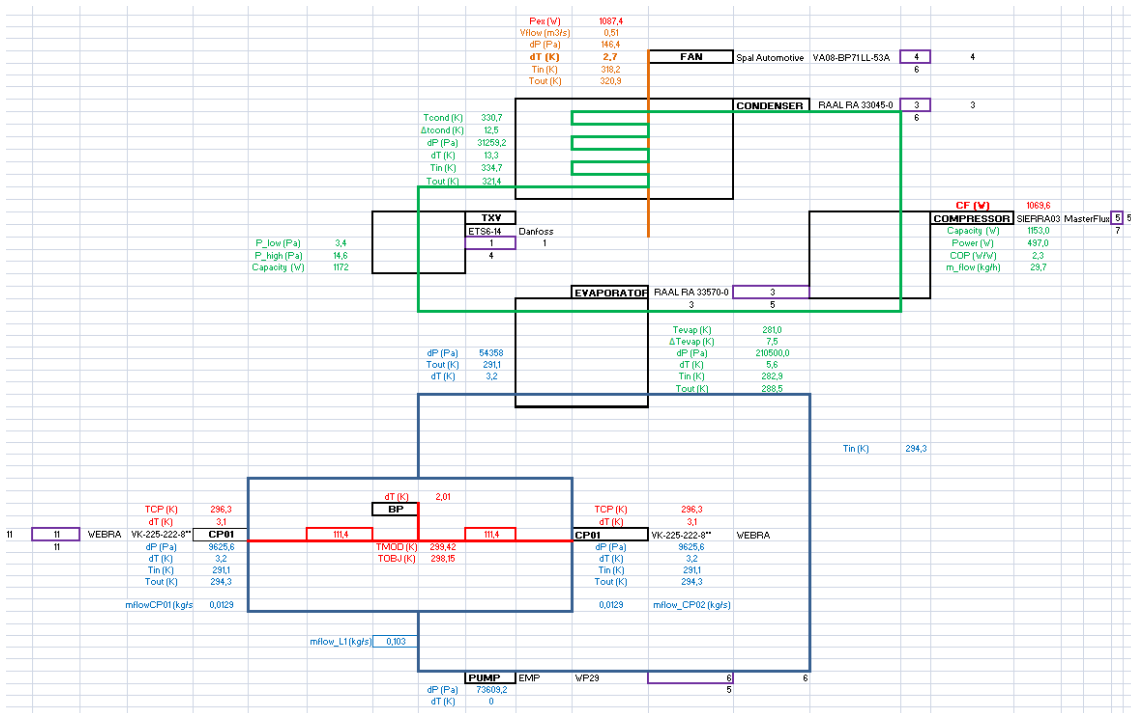 Pex (W) 1087,4
Vflow (m3/s) 0,51
dP (Pa) 146,4
dT (K) 2,7
FAN Spal Automotive VA08-BP71LL-53A 4 4
Tin (K) 318,2 6
Tout (K) 320,9
CONDENSER RAAL RA 33045-0 3 3
Tcond (K) 330,7 6
Δtcond (K) 12,5
dP (Pa) 31259,2
dT (K) 13,3
Tin (K) 334,7
Tout (K) 321,4
CF (W) 1069,6
TXV COMPRESSOR SIERRA03 MasterFlux 5 5
ETS6-14 Danfoss Capacity (W) 1153,0 7
P_low (Pa) 3,4 1 1 Power (W) 497,0
P_high (Pa) 14,6 4 COP (W/W) 2,3
Capacity (W) 1172 m_flow (kg/h) 29,7
EVAPORATOR RAAL RA 33570-0 3
3 5
Tevap (K) 281,0
ΔTevap (K) 7,5
dP (Pa) 54358 dP (Pa) 210500,0
Tout (K) 291,1 dT (K) 5,6
dT (K) 3,2 Tin (K) 282,9
Tout (K) 288,5
Tin (K) 294,3
dT (K) 2,01
TCP (K) 296,3 BP TCP (K) 296,3
dT (K) 3,1 dT (K) 3,1
11 11 WEBRA VK-225-222-8** CP01 111,4 111,4 CP01 VK-225-222-8** WEBRA
11 dP (Pa) 9625,6 TMOD (K) 299,42 dP (Pa) 9625,6
dT (K) 3,2 TOBJ (K) 298,15 dT (K) 3,2
Tin (K) 291,1 Tin (K) 291,1
Tout (K) 294,3 Tout (K) 294,3
mflowCP01 (kg/s 0,0129 0,0129 mflow_CP02 (kg/s)
mflow_L1 (kg/s) 0,103
PUMP EMP WP29 6 6
dP (Pa) 73609,2 5
dT (K) 0